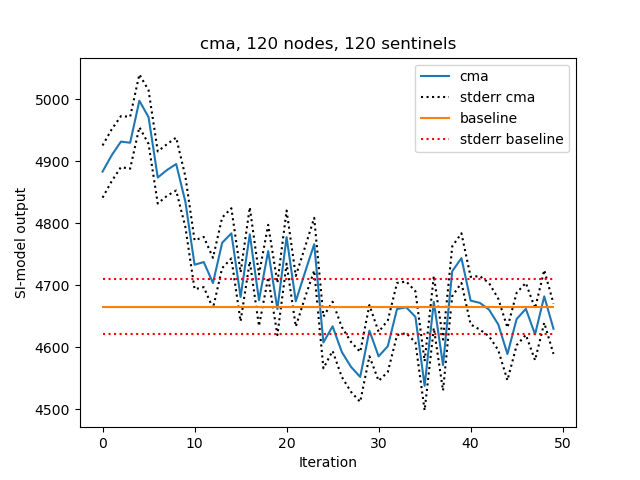 cma, 120 nodes, 120 sentinels
cma
stderr cma
baseline
stderr baseline
SI-model output
5000
4900
4800
4700
4600
4500
0 10 20 30 40 50
Iteration